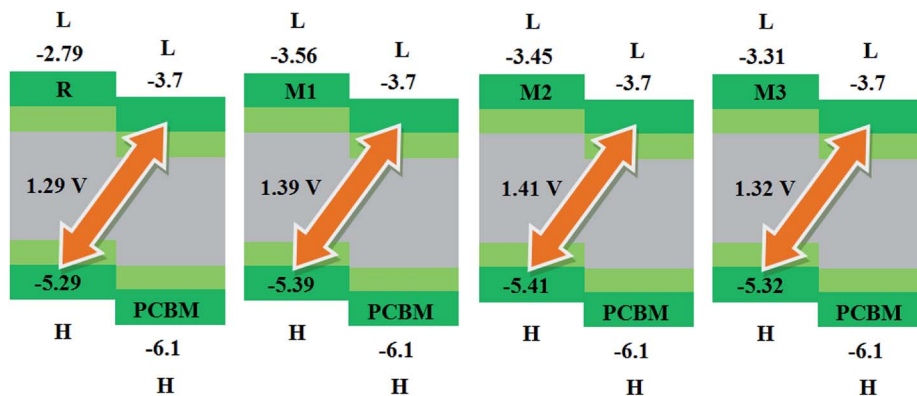 L
-2.79
R
L
-3.7
1.29 V
-5.29
H
PCBM
-6.1
H
L
-3.56
M1
L
-3.7
1.39 V
-5.39
H
PCBM
-6.1
H
L
-3.45
M2
L
-3.7
1.41 V
-5.41
H
PCBM
-6.1
H
L
-3.31
M3
L
-3.7
1.32 V
-5.32
H
PCBM
-6.1
H